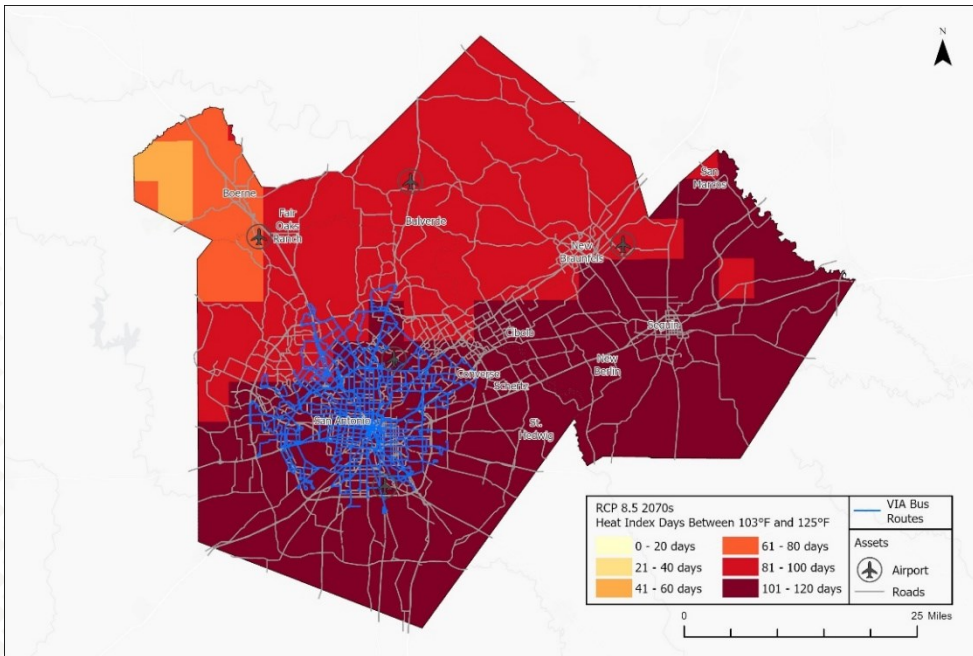 N
San
Marcos
Boerne
Fair
Oaks
Ranch
Bulverde
New
Braunfels
Cibolo
Seguin
Converse
Schertz
New
Berlin
San Antonio
St.
Hedwig
RCP 8.5 2070s
Heat Index Days Between 103°F and 125°F
0 - 20 days
21 - 40 days
41 - 60 days
61 - 80 days
81 - 100 days
101 - 120 days
VIA Bus
Routes
Assets
Airport
Roads
0
25 Miles